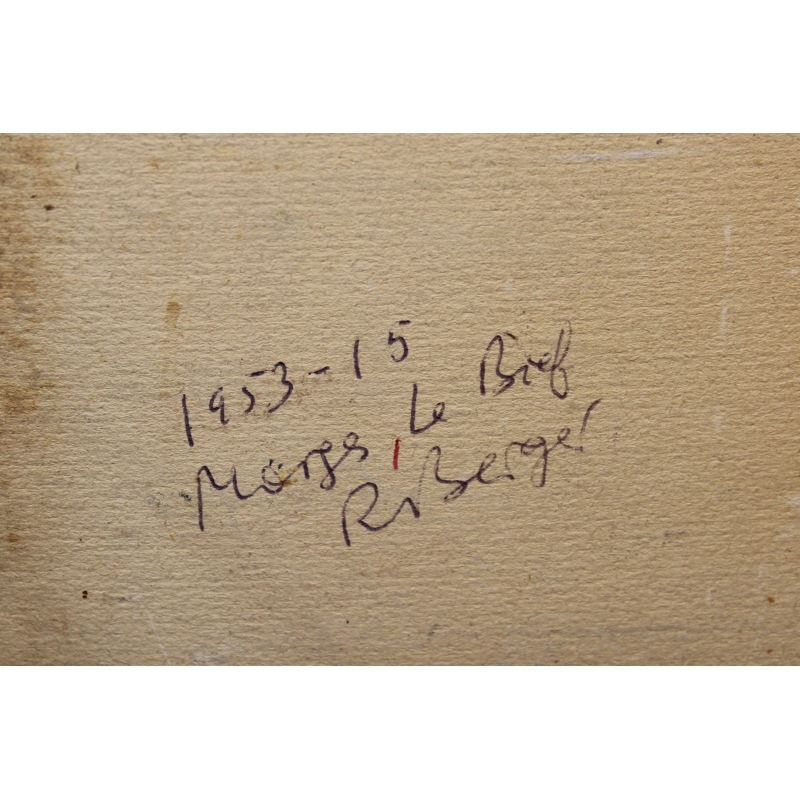 1953-15
Morges, Le Bief
R. Berger